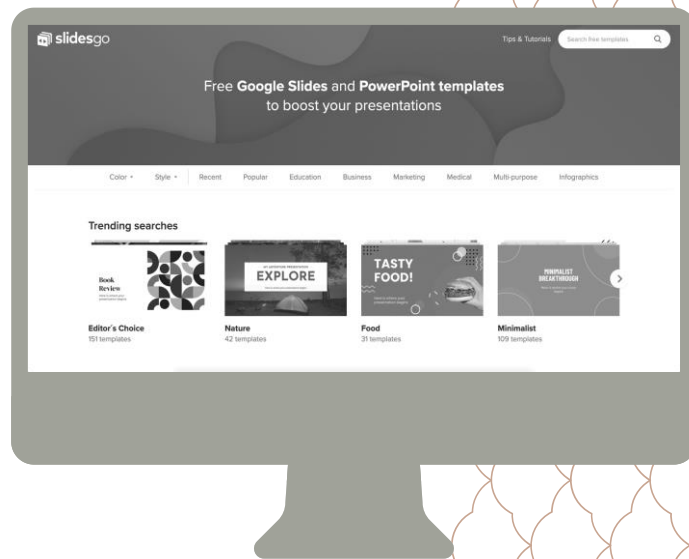 slidesgo
Tips & Tutorials
Search free templates
Free Google Slides and PowerPoint templates
to boost your presentations
Color
Style
Recent
Popular
Education
Business
Marketing
Medical
Multi-purpose
Infographics
Trending searches
Book
Review
EXPLORE
TASTY
FOOD!
MINIMALIST
BREAKTHROUGH
Editor's Choice
151 templates
Nature
42 templates
Food
31 templates
Minimalist
109 templates